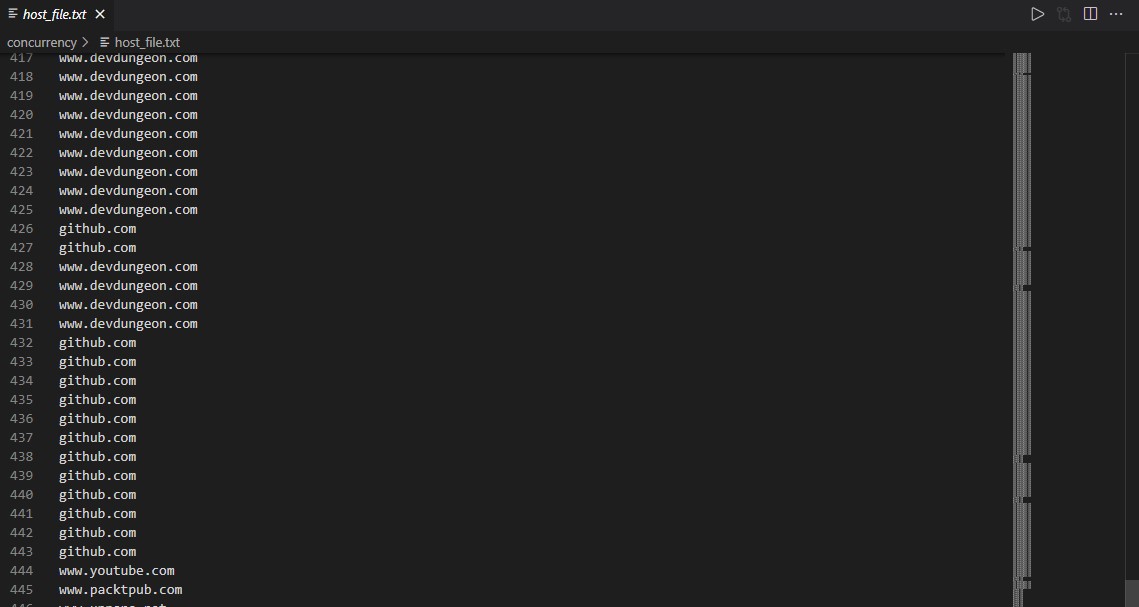 host_file.txt
concurrency > host_file.txt
417 www.devdungeon.com
418 www.devdungeon.com
419 www.devdungeon.com
420 www.devdungeon.com
421 www.devdungeon.com
422 www.devdungeon.com
423 www.devdungeon.com
424 www.devdungeon.com
425 www.devdungeon.com
426 github.com
427 github.com
428 www.devdungeon.com
429 www.devdungeon.com
430 www.devdungeon.com
431 www.devdungeon.com
432 github.com
433 github.com
434 github.com
435 github.com
436 github.com
437 github.com
438 github.com
439 github.com
440 github.com
441 github.com
442 github.com
443 github.com
444 www.youtube.com
445 www.packtpub.com
446